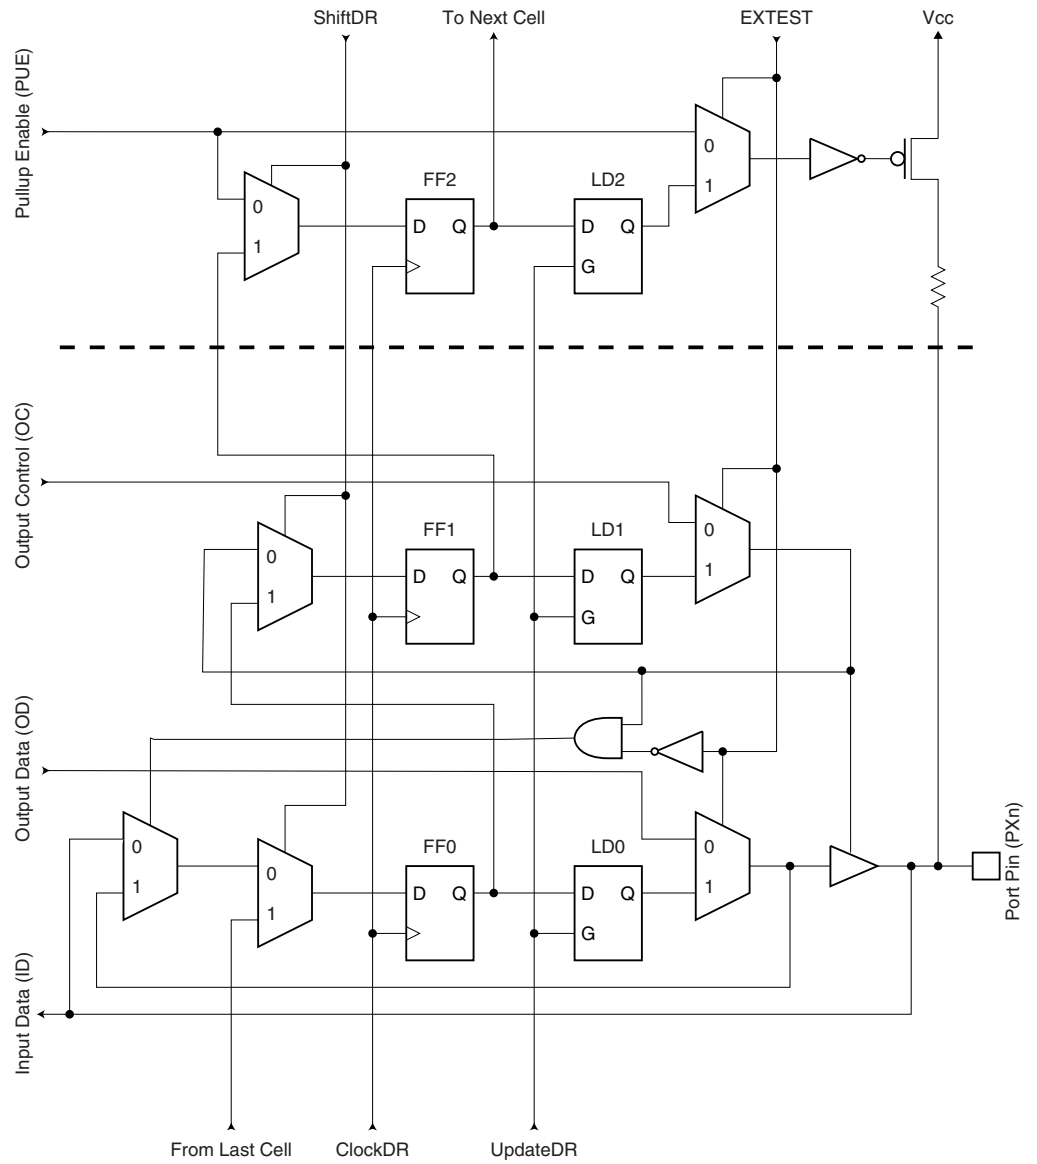 ShiftDR
To Next Cell
EXTEST
Vcc
Pullup Enable (PUE)
0
1
FF2
D Q
LD2
D Q
G
0
1
Output Control (OC)
0
1
FF1
D Q
LD1
D Q
G
0
1
Output Data (OD)
0
1
0
1
FF0
D Q
LD0
D Q
G
0
1
Port Pin (PXn)
Input Data (ID)
From Last Cell
ClockDR
UpdateDR